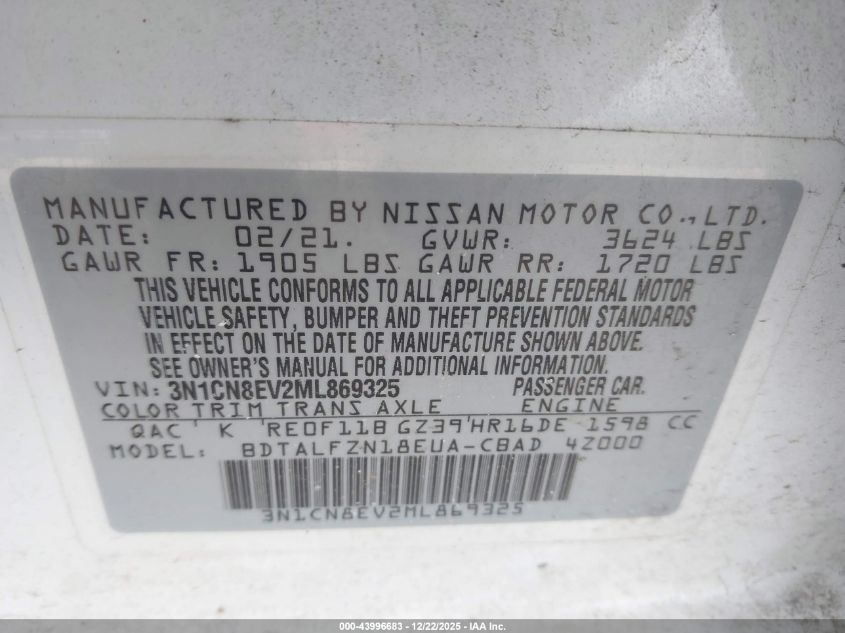 MANUFACTURED BY NISSAN MOTOR CO.,LTD.
DATE: 02/21. GVWR: 3624 LBS
GAWR FR: 1905 LBS GAWR RR: 1720 LBS
THIS VEHICLE CONFORMS TO ALL APPLICABLE FEDERAL MOTOR
VEHICLE SAFETY, BUMPER AND THEFT PREVENTION STANDARDS
IN EFFECT ON THE DATE OF MANUFACTURE SHOWN ABOVE.
SEE OWNER'S MANUAL FOR ADDITIONAL INFORMATION.
VIN: 3N1CN8EV2ML869325 PASSENGER CAR.
COLOR TRIM TRANS AXLE ENGINE
QAC K RE0F11B GZ39 HR16DE 1598 CC
MODEL: BDTALFZN18EUA-CBAD 4Z000
3N1CN8EV2ML869325
000-43996683 - 12/22/2025 - IAA Inc.